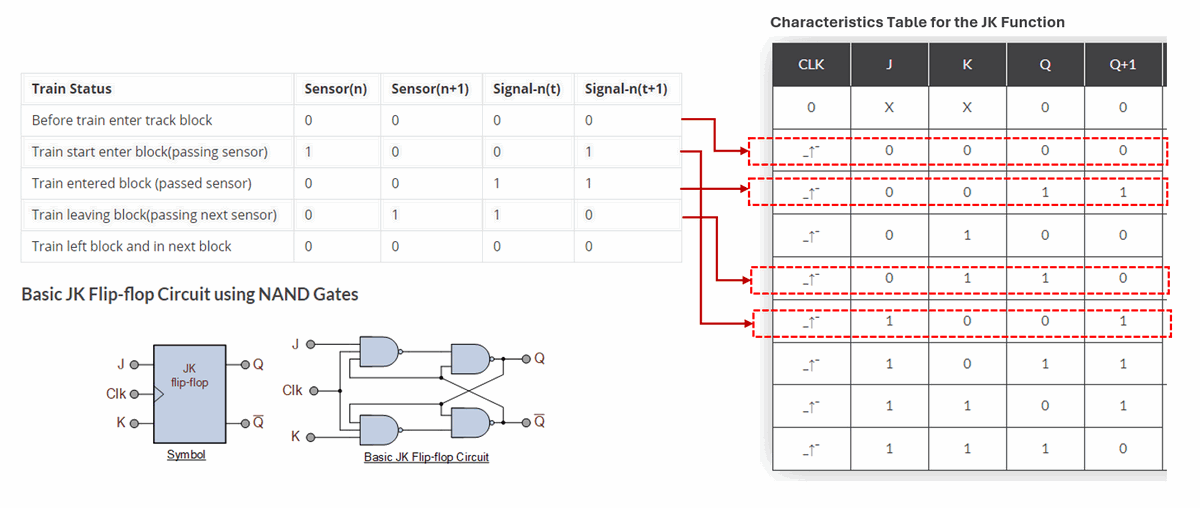 Characteristics Table for the JK Function
CLK J K Q Q+1
0 X X 0 0
_↑‾ 0 0 0 0
_↑‾ 0 0 1 1
_↑‾ 0 1 0 0
_↑‾ 0 1 1 0
_↑‾ 1 0 0 1
_↑‾ 1 0 1 1
_↑‾ 1 1 0 1
_↑‾ 1 1 1 0
Train Status Sensor(n) Sensor(n+1) Signal-n(t) Signal-n(t+1)
Before train enter track block 0 0 0 0
Train start enter block(passing sensor) 1 0 0 1
Train entered block (passed sensor) 0 0 1 1
Train leaving block(passing next sensor) 0 1 1 0
Train left block and in next block 0 0 0 0
Basic JK Flip-flop Circuit using NAND Gates
J
Clk
K
JK
flip-flop
Q
Q̅
Symbol
J
Clk
K
Q
Q̅
Basic JK Flip-flop Circuit